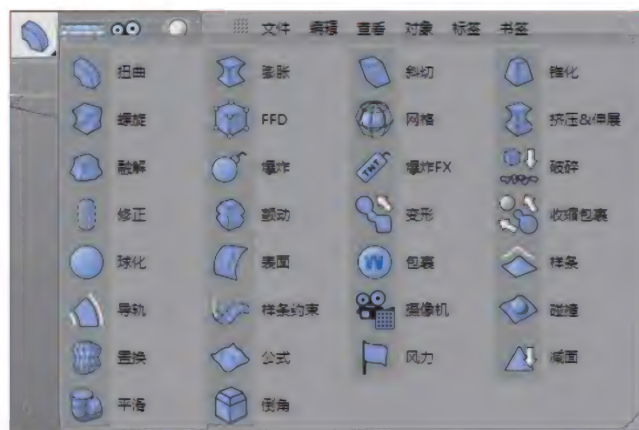 文件 编辑 查看 对象 标签 书签
扭曲 膨胀 斜切 锥化
螺旋 FFD 网格 挤压&伸展
融解 爆炸 TNT 爆炸FX 破碎
修正 颤动 变形 收缩包裹
球化 表面 W 包裹 样条
导轨 样条约束 摄像机 碰撞
置换 公式 风力 减面
平滑 倒角